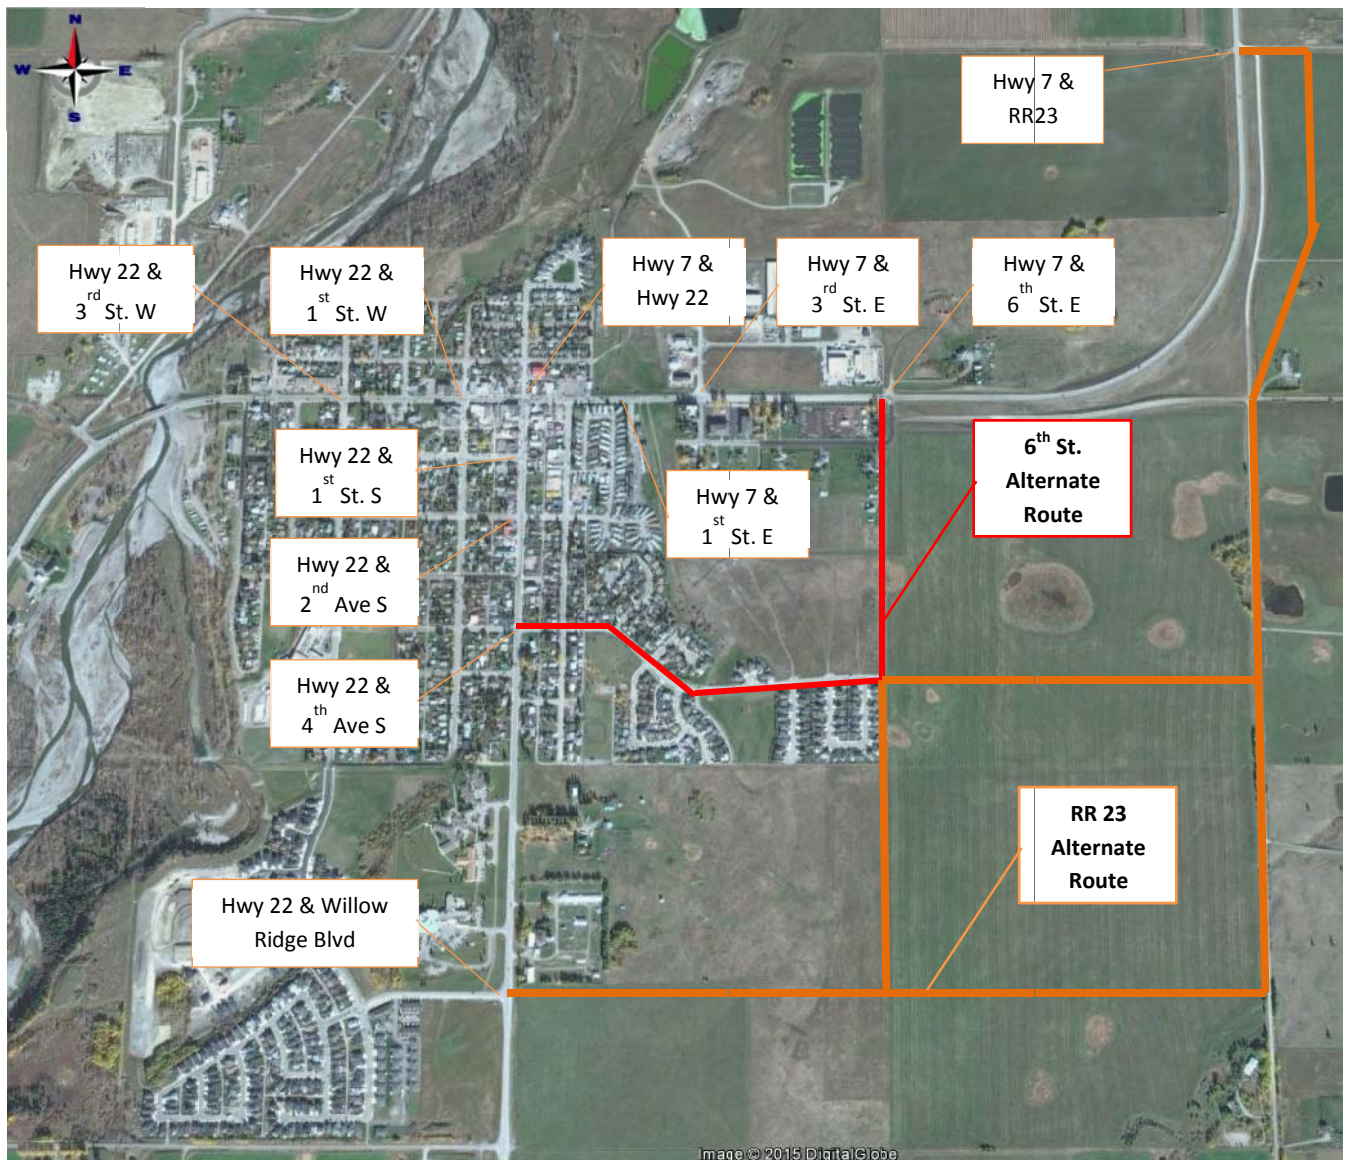 N
W E
S
Hwy 7 &
RR23
Hwy 22 &
3rd St. W
Hwy 22 &
1st St. W
Hwy 7 &
Hwy 22
Hwy 7 &
3rd St. E
Hwy 7 &
6th St. E
Hwy 22 &
1st St. S
Hwy 7 &
1st St. E
6th St.
Alternate
Route
Hwy 22 &
2nd Ave S
Hwy 22 &
4th Ave S
RR 23
Alternate
Route
Hwy 22 & Willow
Ridge Blvd
Image © 2015 DigitalGlobe